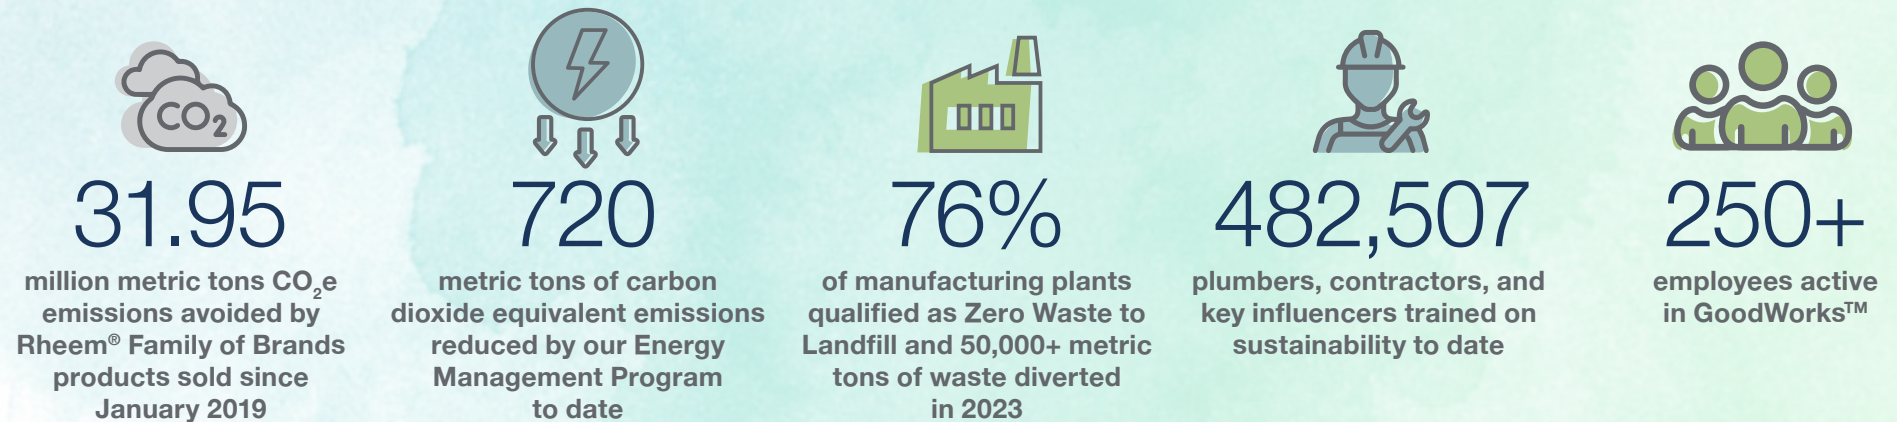 CO₂
31.95
million metric tons CO₂e
emissions avoided by
Rheem® Family of Brands
products sold since
January 2019
720
metric tons of carbon
dioxide equivalent emissions
reduced by our Energy
Management Program
to date
76%
of manufacturing plants
qualified as Zero Waste to
Landfill and 50,000+ metric
tons of waste diverted
in 2023
482,507
plumbers, contractors, and
key influencers trained on
sustainability to date
250+
employees active
in GoodWorks™